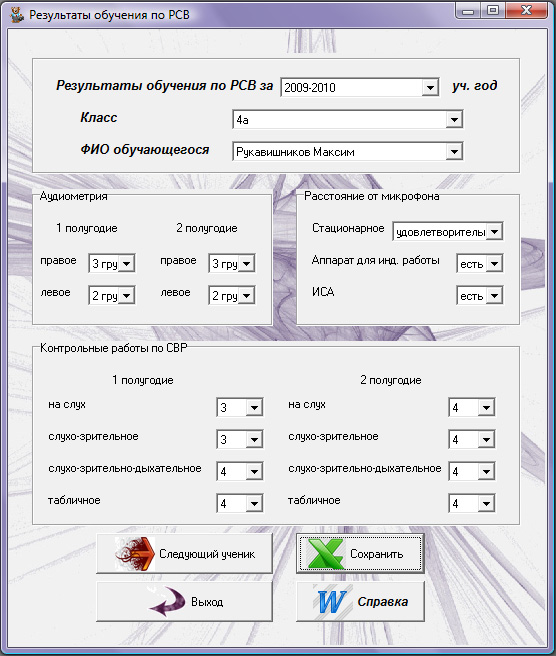 Результаты обучения по РСВ
Результаты обучения по РСВ за 2009-2010 уч. год
Класс 4а
ФИО обучающегося Рукавишников Максим
Аудиометрия
1 полугодие 2 полугодие
правое 3 гру правое 3 гру
левое 2 гру левое 2 гру
Расстояние от микрофона
Стационарное удовлетворительн
Аппарат для инд. работы есть
ИСА есть
Контрольные работы по СВР
1 полугодие 2 полугодие
на слух 3 на слух 4
слухо-зрительное 3 слухо-зрительное 4
слухо-зрительно-дыхательное 4 слухо-зрительно-дыхательное 4
табличное 4 табличное 4
Следующий ученик Сохранить
Выход Справка